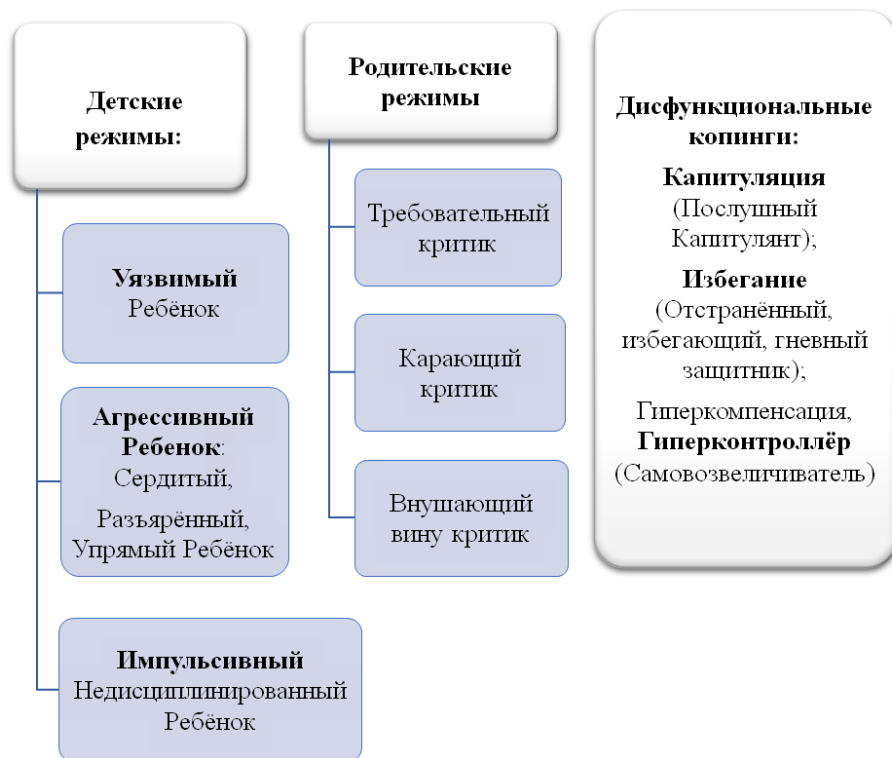 Детские
режимы:
Уязвимый
Ребёнок
Агрессивный
Ребенок:
Сердитый,
Разъярённый,
Упрямый Ребёнок
Импульсивный
Недисциплинированный
Ребёнок
Родительские
режимы
Требовательный
критик
Карающий
критик
Внушающий
вину критик
Дисфункциональные
копинги:
Капитуляция
(Послушный
Капитулянт);
Избегание
(Отстранённый,
избегающий, гневный
защитник);
Гиперкомпенсация,
Гиперконтроллёр
(Самовозвеличиватель)